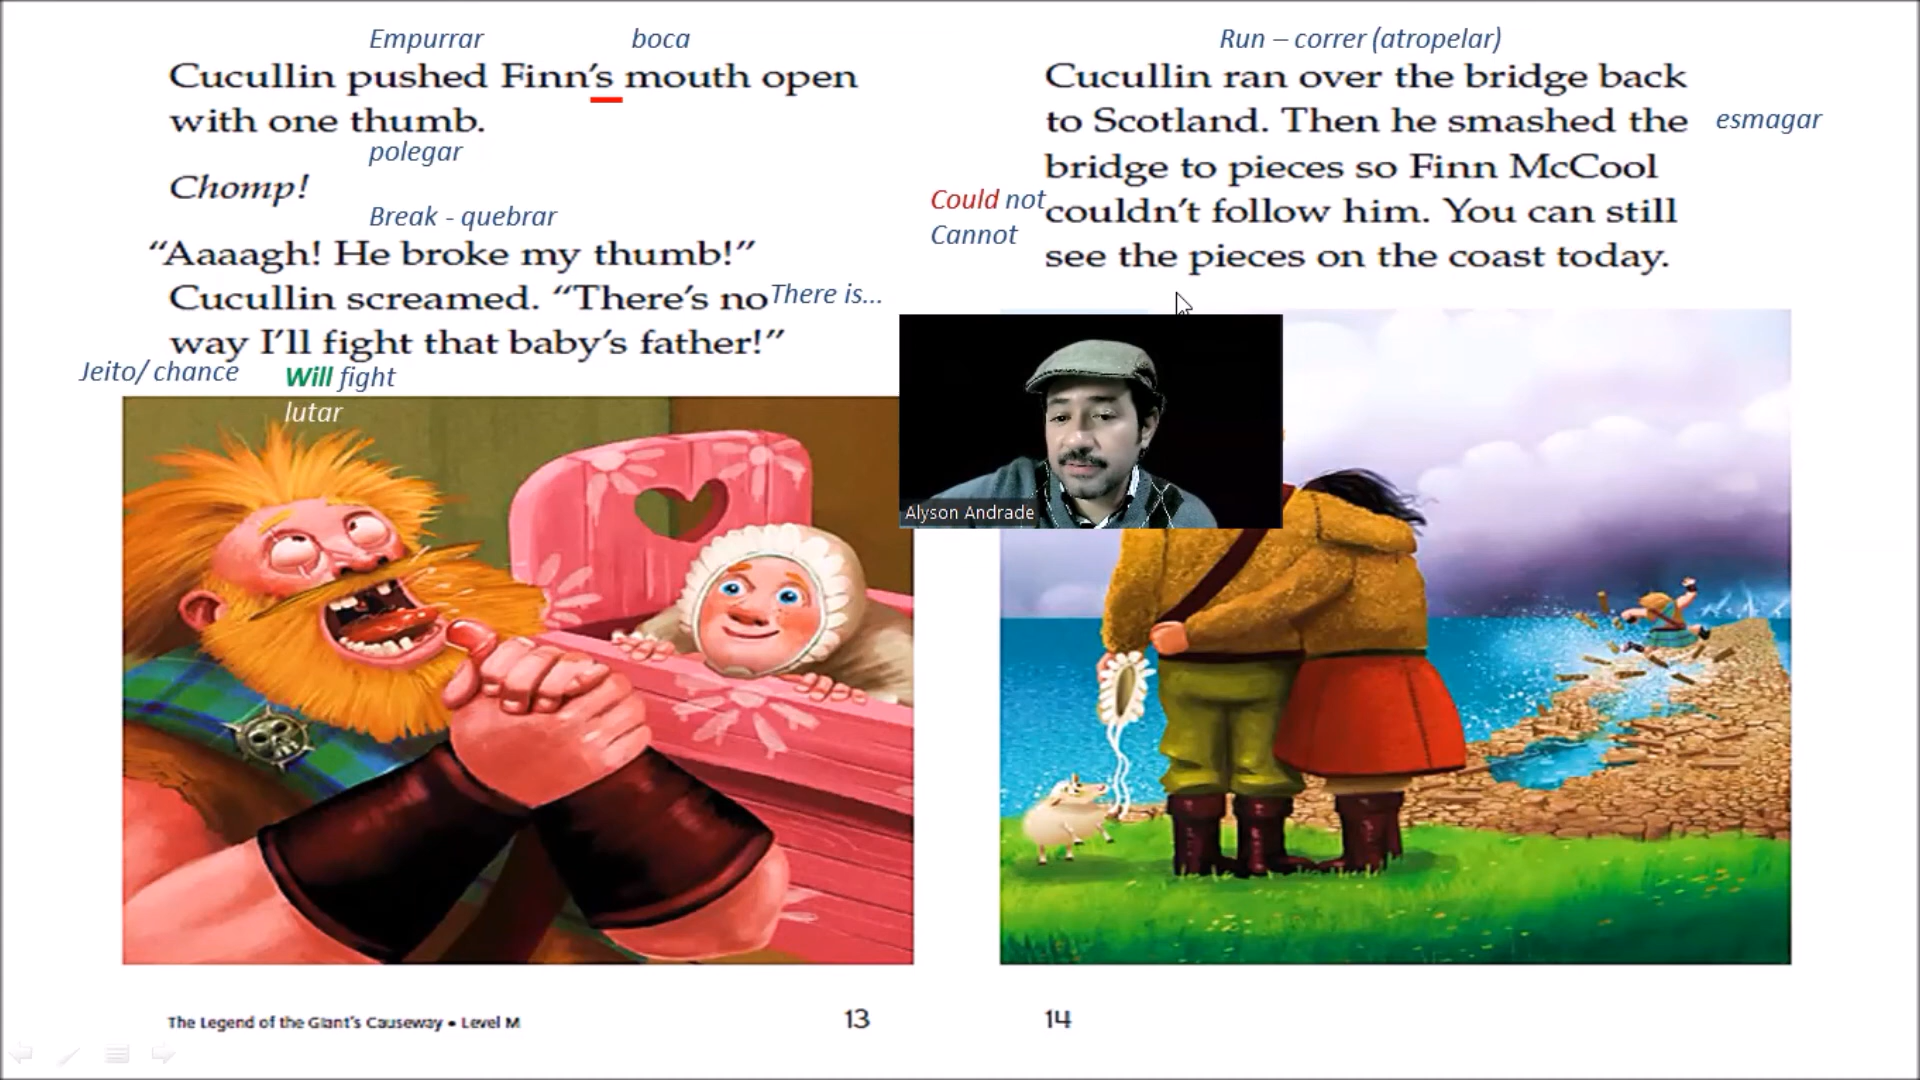 Empurrar boca
Cucullin pushed Finn's mouth open
with one thumb.
polegar
Chomp!
Break - quebrar
"Aaaagh! He broke my thumb!"
Cucullin screamed. "There's no There is...
way I'll fight that baby's father!"
Jeito/ chance Will fight
lutar
The Legend of the Giant's Causeway • Level M
13
Run – correr (atropelar)
Cucullin ran over the bridge back
to Scotland. Then he smashed the esmagar
bridge to pieces so Finn McCool
Could not couldn't follow him. You can still
Cannot
see the pieces on the coast today.
Alyson Andrade
14